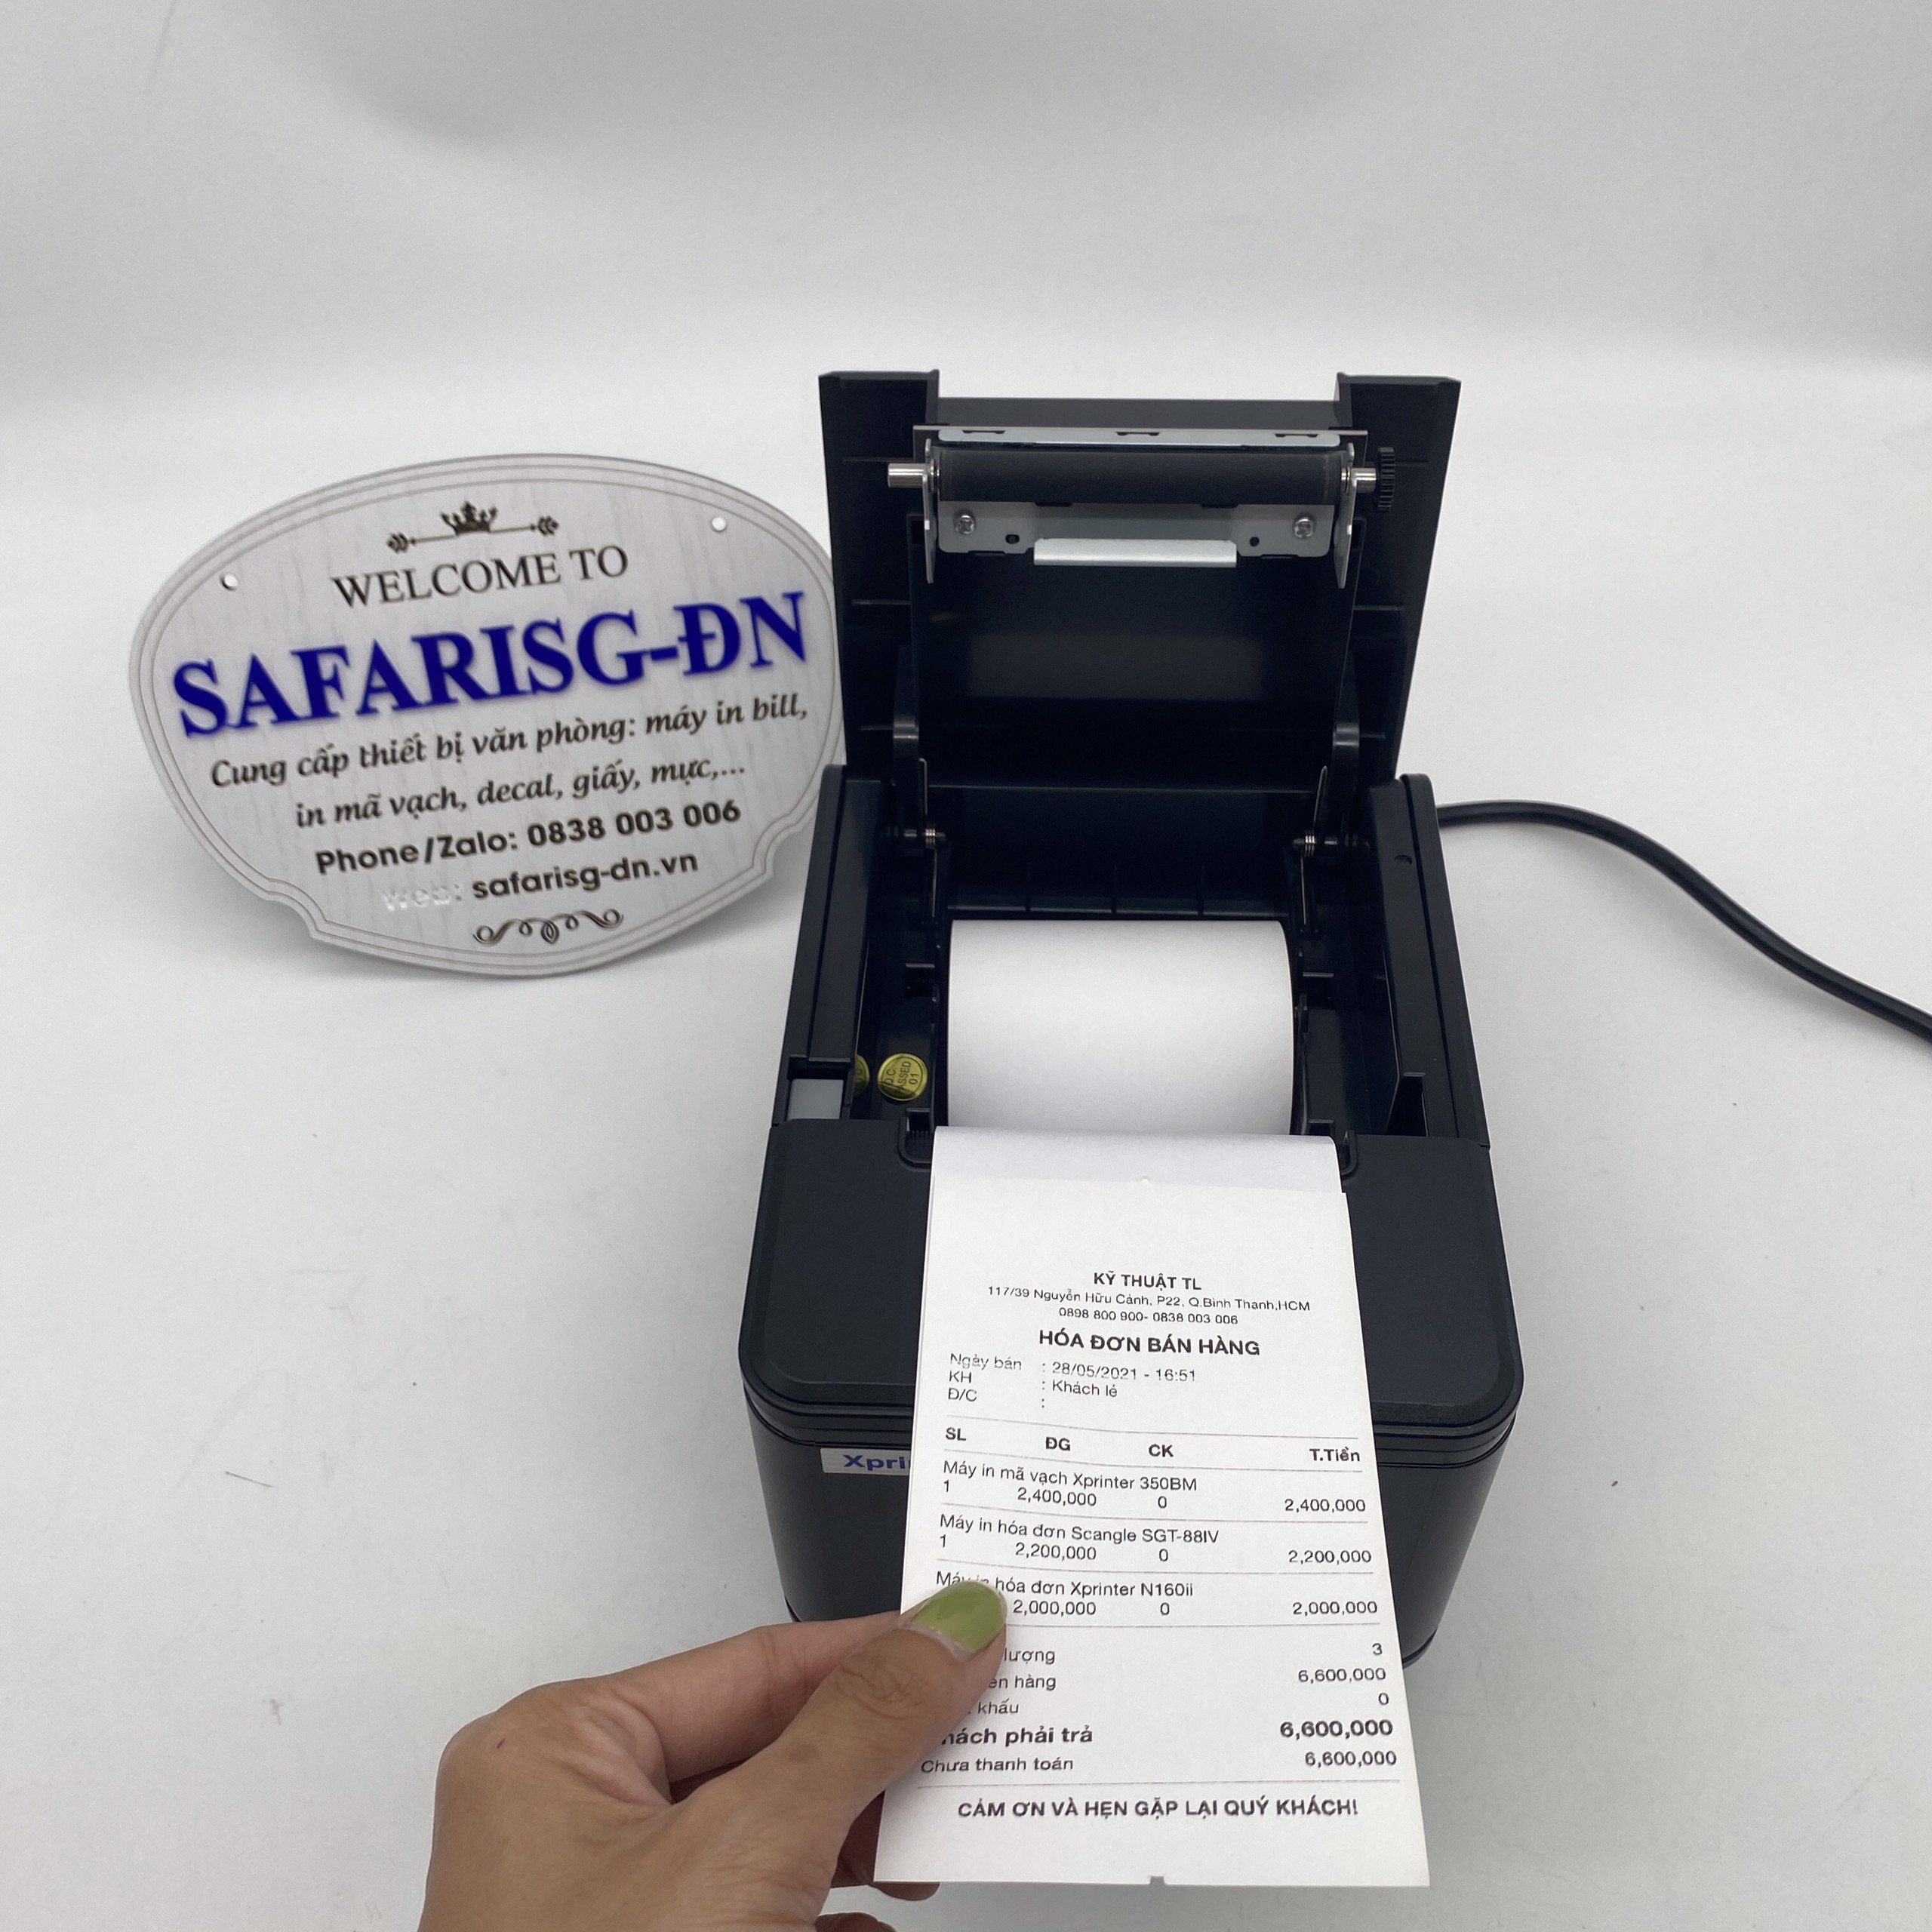 WELCOME TO
SAFARISG-ĐN
Cung cấp thiết bị văn phòng: máy in bill,
in mã vạch, decal, giấy, mực,...
Phone/Zalo: 0838 003 006
Web: safarisg-dn.vn
Q.C.
PASSED
01
KỸ THUẬT TL
117/39 Nguyễn Hữu Cảnh, P22, Q.Bình Thạnh,HCM
0898 800 900- 0838 003 006
HÓA ĐƠN BÁN HÀNG
Ngày bán : 28/05/2021 - 16:51
KH : Khách lẻ
Đ/C :
SL ĐG CK T.Tiền
Máy in mã vạch Xprinter 350BM
1 2,400,000 0 2,400,000
Máy in hóa đơn Scangle SGT-88IV
1 2,200,000 0 2,200,000
Máy in hóa đơn Xprinter N160ii
2,000,000 0 2,000,000
lượng 3
hàng 6,600,000
khấu 0
phải trả 6,600,000
Chưa thanh toán 6,600,000
CẢM ƠN VÀ HẸN GẶP LẠI QUÝ KHÁCH!
Xpri